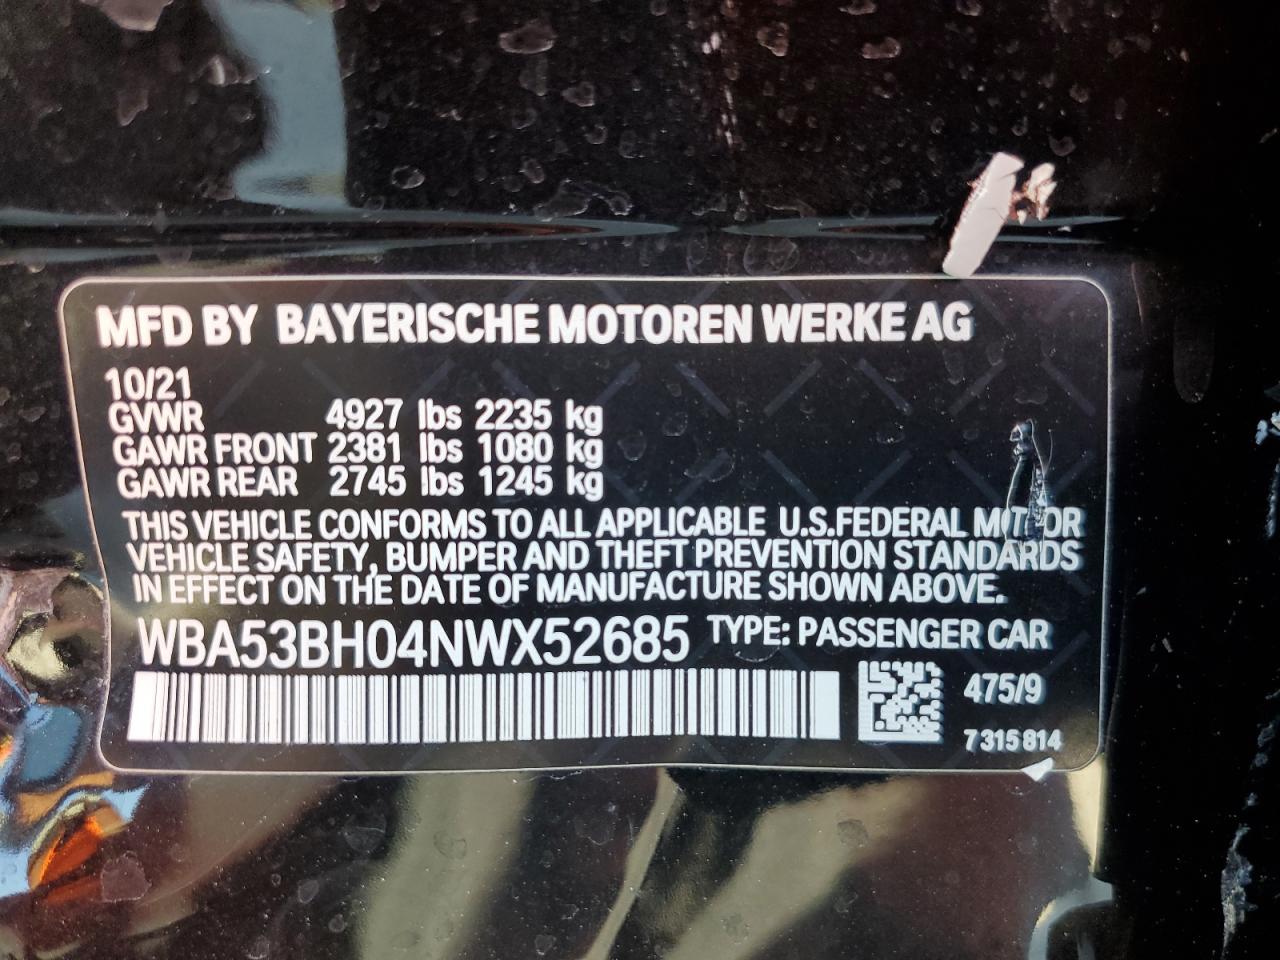 MFD BY BAYERISCHE MOTOREN WERKE AG
10/21
GVWR 4927 lbs 2235 kg
GAWR FRONT 2381 lbs 1080 kg
GAWR REAR 2745 lbs 1245 kg
THIS VEHICLE CONFORMS TO ALL APPLICABLE U.S.FEDERAL MOTOR
VEHICLE SAFETY, BUMPER AND THEFT PREVENTION STANDARDS
IN EFFECT ON THE DATE OF MANUFACTURE SHOWN ABOVE.
WBA53BH04NWX52685 TYPE: PASSENGER CAR
475/9
7 315 814